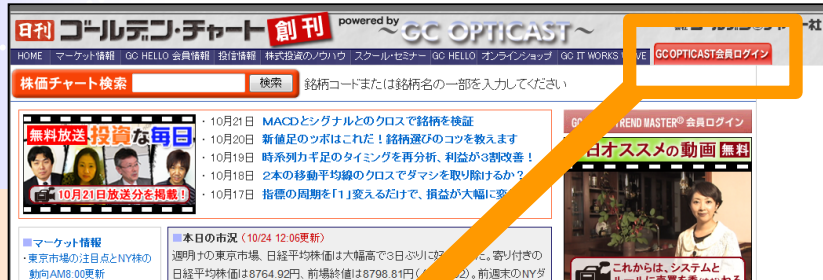 日刊 ゴールデン・チャート 創刊 powered by ～GC OPTICAST～
HOME マーケット情報 GC HELLO 会員情報 投信情報 株式投資のノウハウ スクール・セミナー GC HELLO オンラインショップ GC IT WORKS GC OPTICAST会員ログイン
株価チャート検索 検索 銘柄コードまたは銘柄名の一部を入力してください
無料放送 投資な毎日
10月21日放送分を掲載!
・10月21日 MACDとシグナルとのクロスで銘柄を検証
・10月20日 新値足のツボはこれだ！銘柄選びのコツを教えます
・10月19日 時系列カギ足のタイミングを再分析、利益が3割改善！
・10月18日 2本の移動平均線のクロスでダマシを取り除けるか？
・10月17日 指標の周期を「1」変えるだけで、損益が大幅に変
TREND MASTER® 会員ログイン
日オススメの動画 無料
これからは、システムと
■マーケット情報
・東京市場の注目点とNY株の
動向AM8:00更新
■本日の市況（10/24 12:06更新）
週明けの東京市場、日経平均株価は大幅高で3日ぶりに 寄り付きの
日経平均株価は8764.92円、前場終値は8798.81円 前週末のNYダ